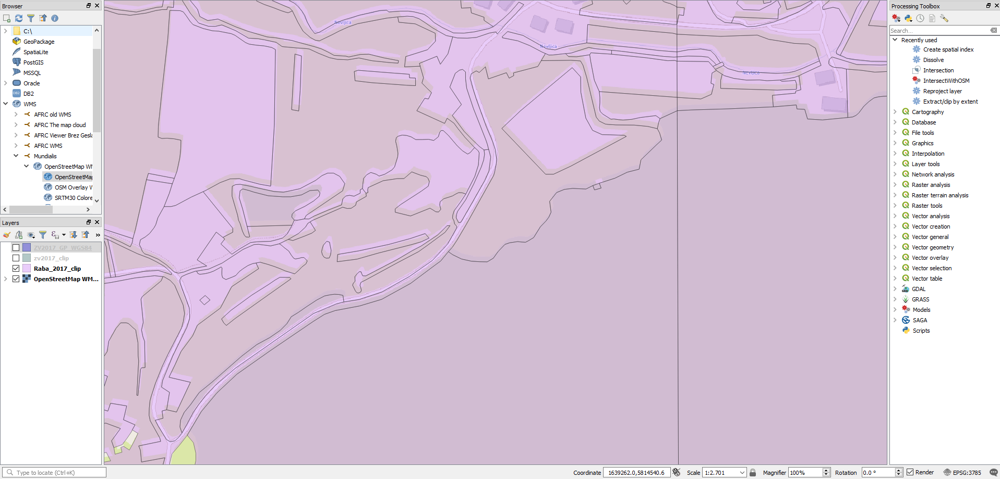 Browser
C:\
GeoPackage
SpatiaLite
PostGIS
MSSQL
Oracle
DB2
WMS
AFRC old WMS
AFRC The map cloud
AFRC Viewer Brez Gesla
AFRC WMS
Mundialis
OpenStreetMap WM
OpenStreetMap
OSM Overlay W
SRTM30 Colore
Layers
ZV2017_GP_WGS84
zv2017_clip
Raba_2017_clip
OpenStreetMap WM...
Type to locate (Ctrl+K)
Nevljica
Nevljica
Nevljica
Processing Toolbox
Search...
Recently used
Create spatial index
Dissolve
Intersection
IntersectWithOSM
Reproject layer
Extract/clip by extent
Cartography
Database
File tools
Graphics
Interpolation
Layer tools
Network analysis
Raster analysis
Raster terrain analysis
Raster tools
Vector analysis
Vector creation
Vector general
Vector geometry
Vector overlay
Vector selection
Vector table
GDAL
GRASS
Models
SAGA
Scripts
Coordinate 1639262.0,5814540.6 Scale 1:2.701 Magnifier 100% Rotation 0.0 ° Render EPSG:3785